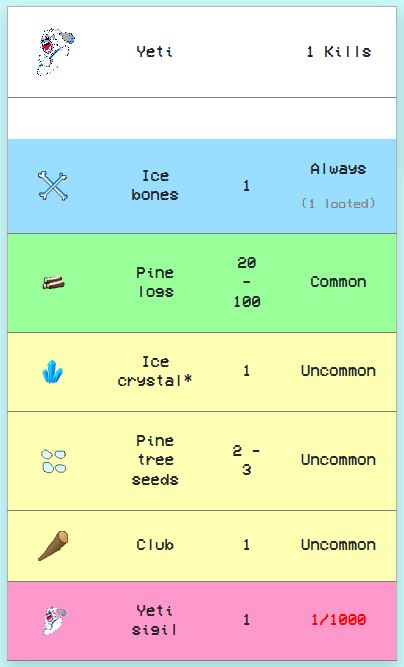 Yeti 1 Kills
Ice
bones
1
Always
(1 looted)
Pine
logs
20
-
100
Common
Ice
crystal*
1
Uncommon
Pine
tree
seeds
2 -
3
Uncommon
Club
1
Uncommon
Yeti
sigil
1
1/1000